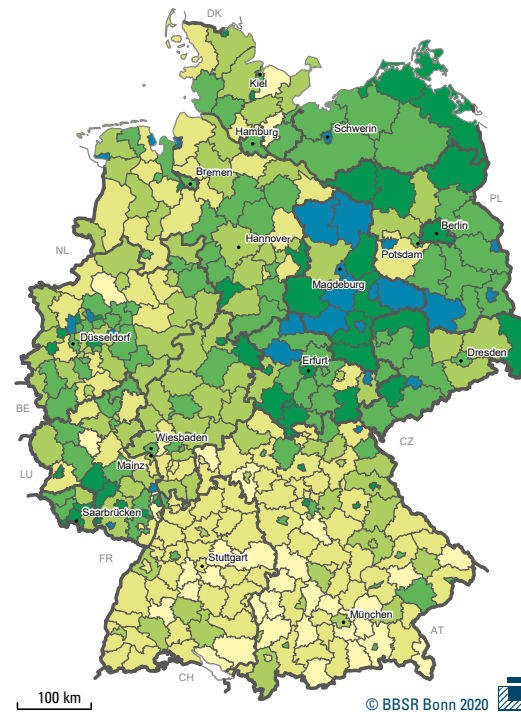 DK
Kiel
Hamburg
Schwerin
Bremen
PL
Berlin
Hannover
Potsdam
NL
Magdeburg
Düsseldorf
Dresden
Erfurt
BE
Wiesbaden
CZ
Mainz
LU
Saarbrücken
FR
Stuttgart
München
AT
CH
100 km
© BBSR Bonn 2020